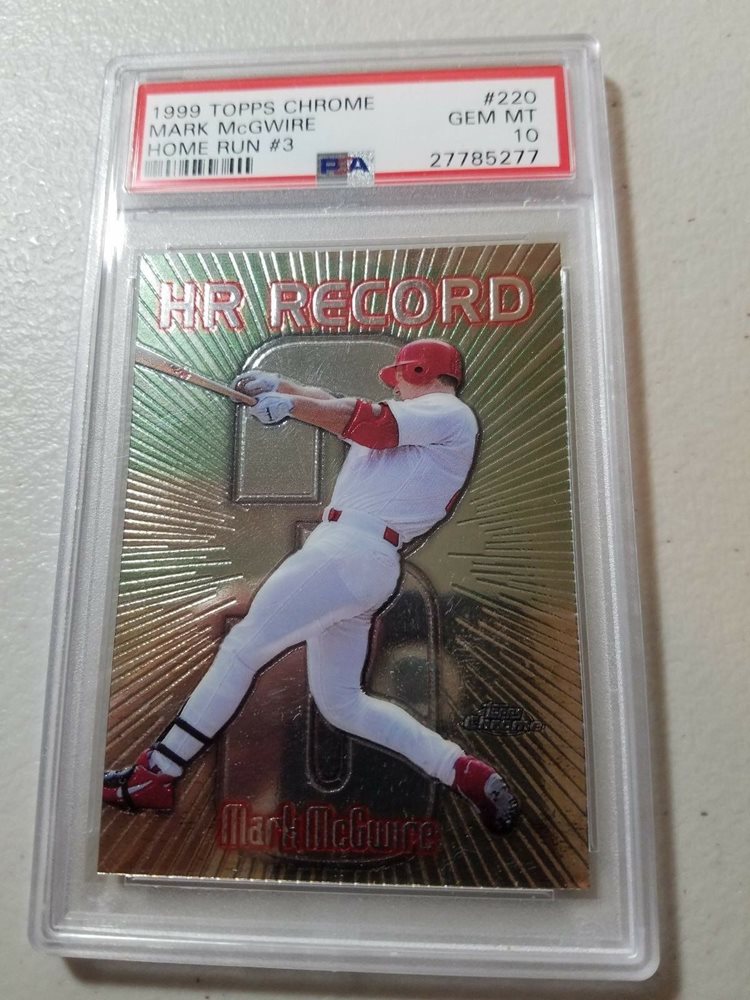 1999 TOPPS CHROME #220
MARK McGWIRE GEM MT
HOME RUN #3 10
PSA 27785277
HR RECORD
3
Topps
Chrome
Mark McGwire